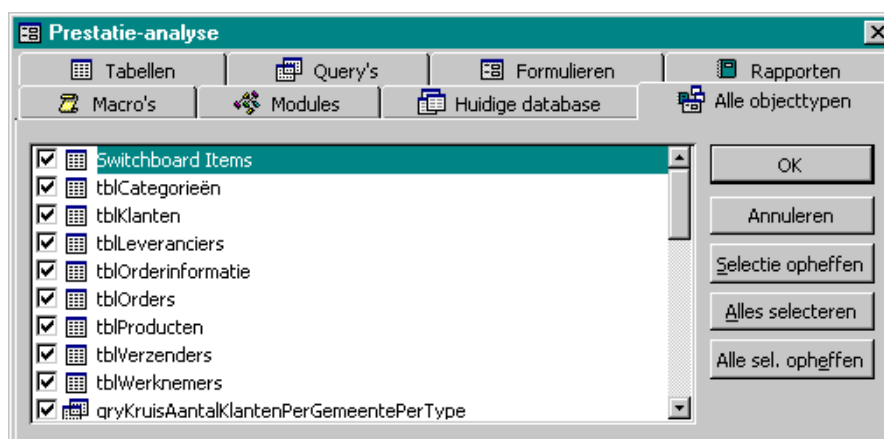 Prestatie-analyse
Tabellen Query's Formulieren Rapporten
Macro's Modules Huidige database Alle objecttypen
Switchboard Items
tblCategorieën
tblKlanten
tblLeveranciers
tblOrderinformatie
tblOrders
tblProducten
tblVerzenders
tblWerknemers
qryKruisAantalKlantenPerGemeentePerType
OK
Annuleren
Selectie opheffen
Alles selecteren
Alle sel. opheffen